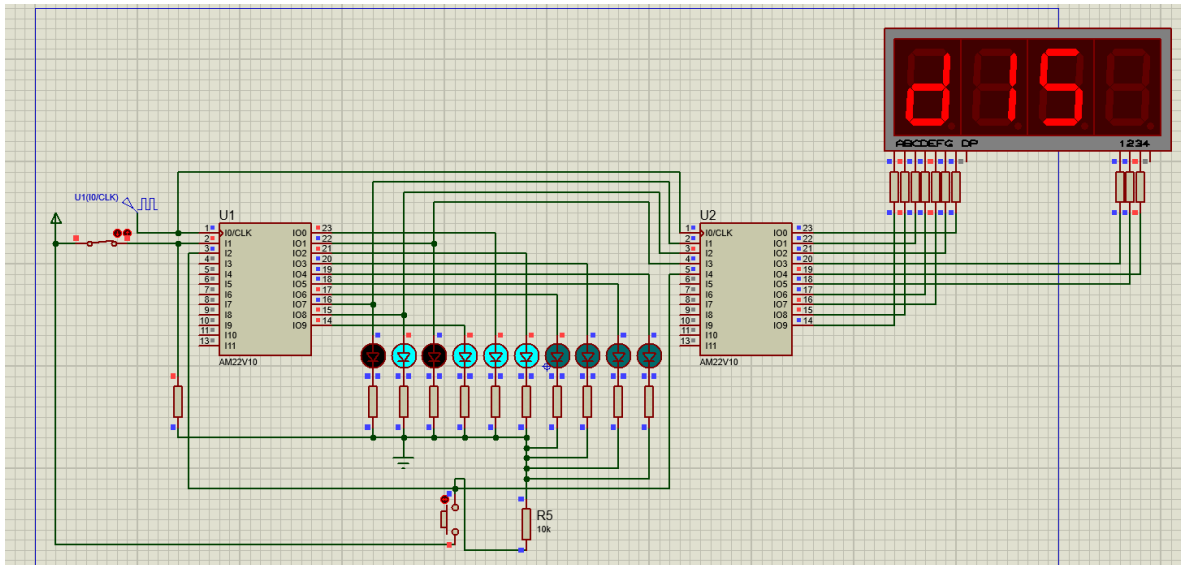 d15
ABCDEFG DP
1234
U1(I0/CLK)
U1
1 I0/CLK IO0 23
2 I1 IO1 22
3 I2 IO2 21
4 I3 IO3 20
5 I4 IO4 19
6 I5 IO5 18
7 I6 IO6 17
8 I7 IO7 16
9 I8 IO8 15
10 I9 IO9 14
11 I10
13 I11
AM22V10
U2
1 I0/CLK IO0 23
2 I1 IO1 22
3 I2 IO2 21
4 I3 IO3 20
5 I4 IO4 19
6 I5 IO5 18
7 I6 IO6 17
8 I7 IO7 16
9 I8 IO8 15
10 I9 IO9 14
11 I10
13 I11
AM22V10
R5
10k